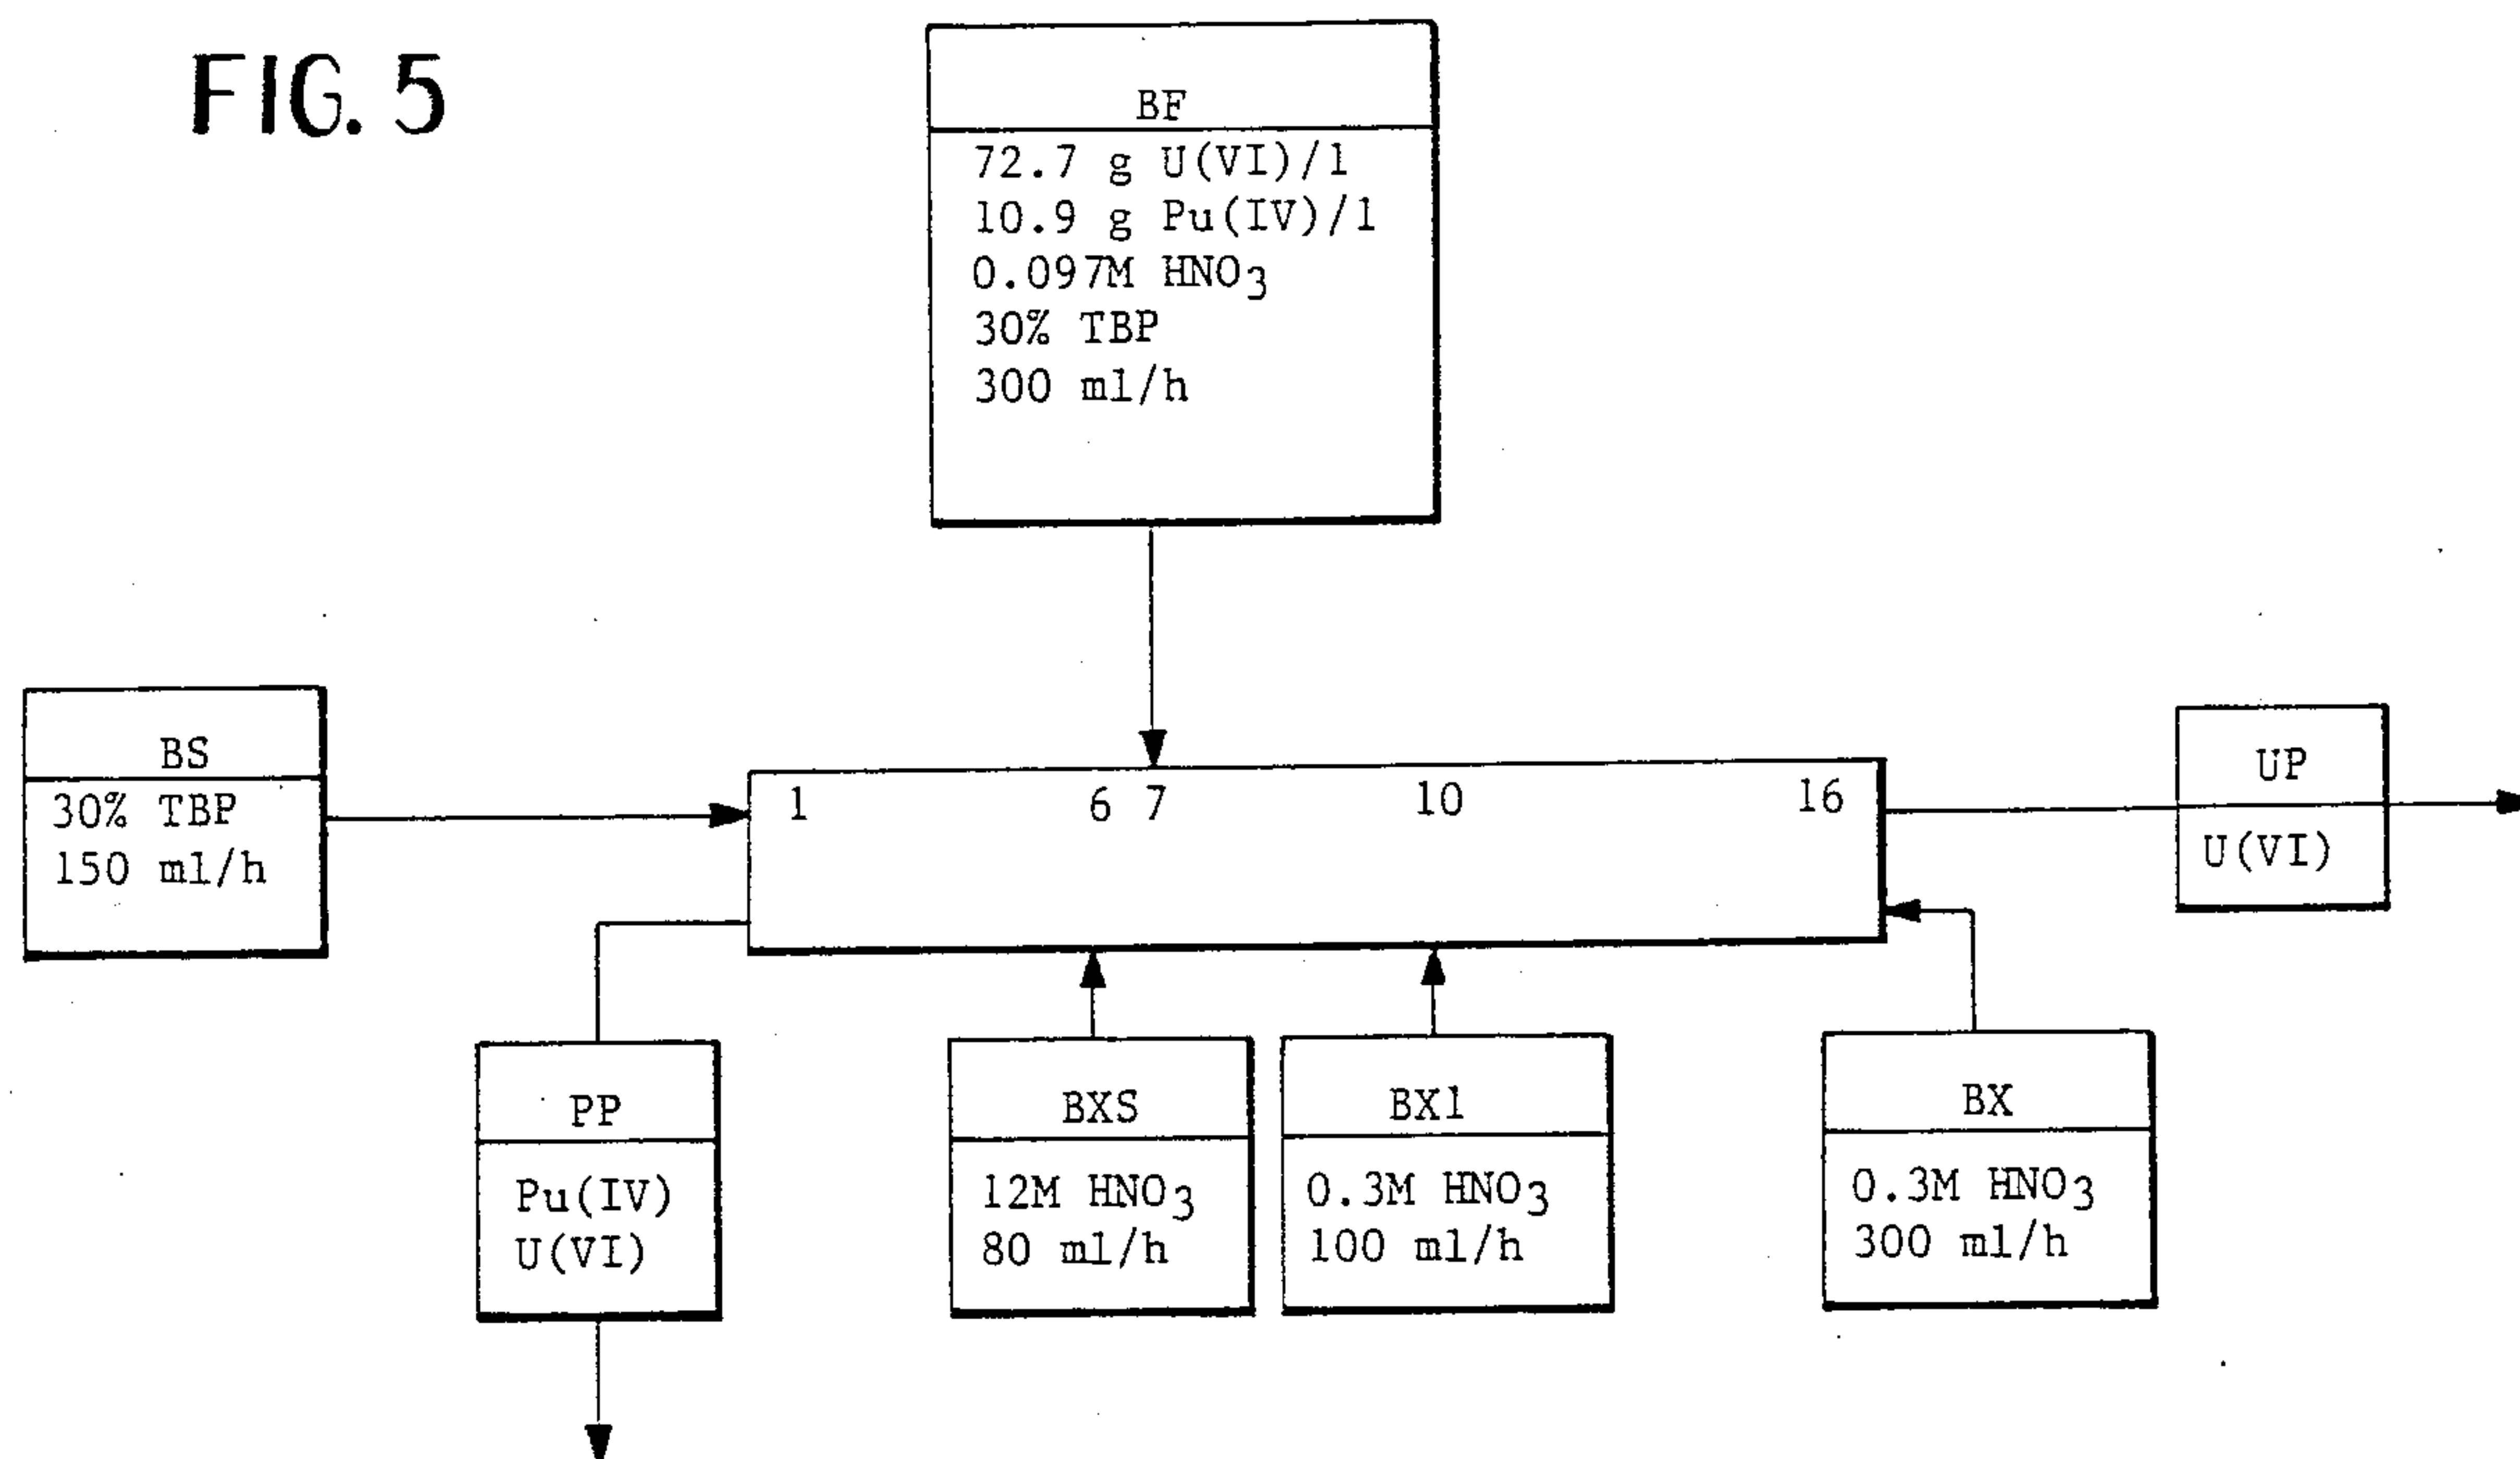 FIG. 5
BF
72.7 g U(VI)/l
10.9 g Pu(IV)/l
0.097M HNO3
30% TBP
300 ml/h
BS
30% TBP
150 ml/h
1 6 7 10 16
UP
U(VI)
PP
Pu(IV)
U(VI)
BXS
12M HNO3
80 ml/h
BX1
0.3M HNO3
100 ml/h
BX
0.3M HNO3
300 ml/h